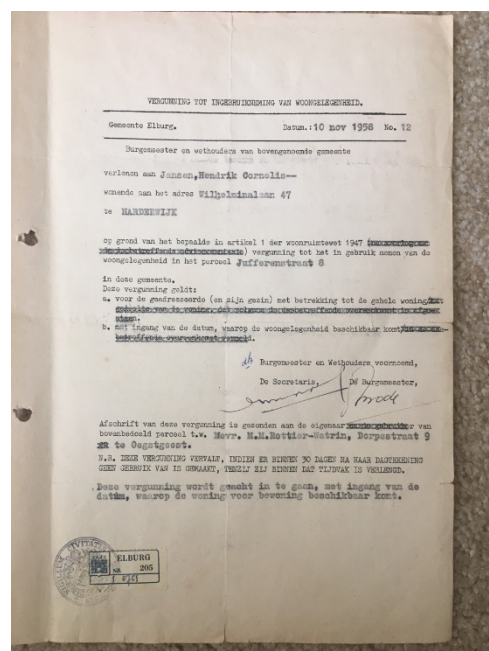 VERGUNNING TOT INGEBRUIKNEMING VAN WOONGELEGENHEID.
Gemeente Elburg. Datum.: 10 nov 1958 No. 12
Burgemeester en wethouders van bovengenoemde gemeente
verlenen aan Jansen,Hendrik Cornelis--
wonende aan het adres Wilhelminalaan 47
te HARDERWIJK
op grond van het bepaalde in artikel 1 der woonruimtewet 1947
) vergunning tot het in gebruik nemen van de
woongelegenheid in het perceel Jufferenstraat 8
in deze gemeente.
Deze vergunning geldt:
a. voor de geadresseerde (en zijn gezin) met betrekking tot de gehele woning
b. met ingang van de datum, waarop de woongelegenheid beschikbaar komt
Burgemeester en Wethouders voornoemd,
De Secretaris, De Burgemeester,
Afschrift van deze vergunning is gezonden aan de eigenaar van
bovenbedoeld perceel t.w. Mevr. M.M.Rottier-Watrin, Dorpsstraat 9
te Oegstgeest.
N.B. DEZE VERGUNNING VERVALT, INDIEN ER BINNEN 30 DAGEN NA HAAR DAGTEKENING
GEEN GEBRUIK VAN IS GEMAAKT, TENZIJ ZIJ BINNEN DAT TIJDVAK IS VERLENGD.
Deze vergunning wordt geacht in te gaan, met ingang van de
datum, waarop de woning voor bewoning beschikbaar komt.
ELBURG
NR. 205